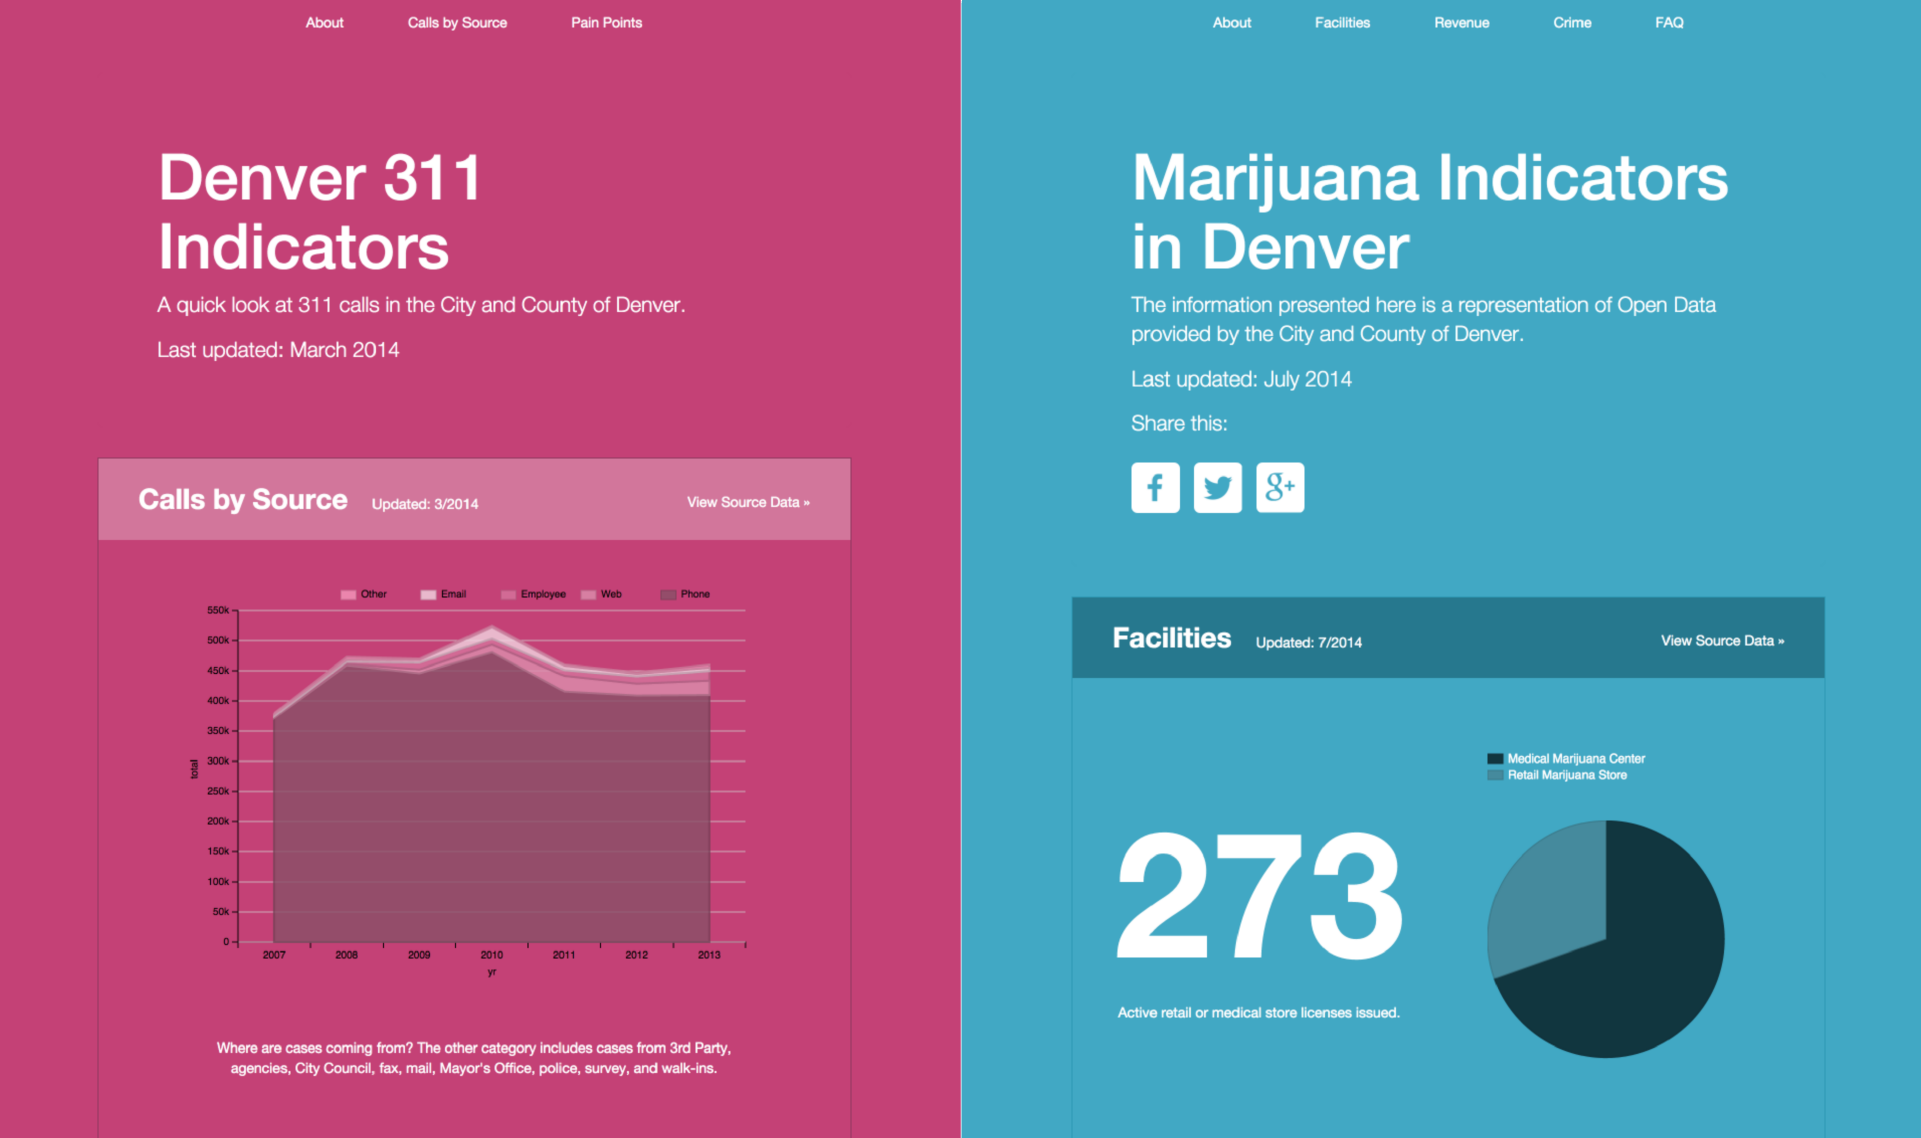 About Calls by Source Pain Points
Denver 311
Indicators
A quick look at 311 calls in the City and County of Denver.
Last updated: March 2014
Calls by Source Updated: 3/2014 View Source Data »
Other Email Employee Web Phone
550k
500k
450k
400k
350k
300k
250k
200k
150k
100k
50k
0
total
2007 2008 2009 2010 2011 2012 2013
yr
Where are cases coming from? The other category includes cases from 3rd Party,
agencies, City Council, fax, mail, Mayor's Office, police, survey, and walk-ins.
About Facilities Revenue Crime FAQ
Marijuana Indicators
in Denver
The information presented here is a representation of Open Data
provided by the City and County of Denver.
Last updated: July 2014
Share this:
f g+
Facilities Updated: 7/2014 View Source Data »
Medical Marijuana Center
Retail Marijuana Store
273
Active retail or medical store licenses issued.